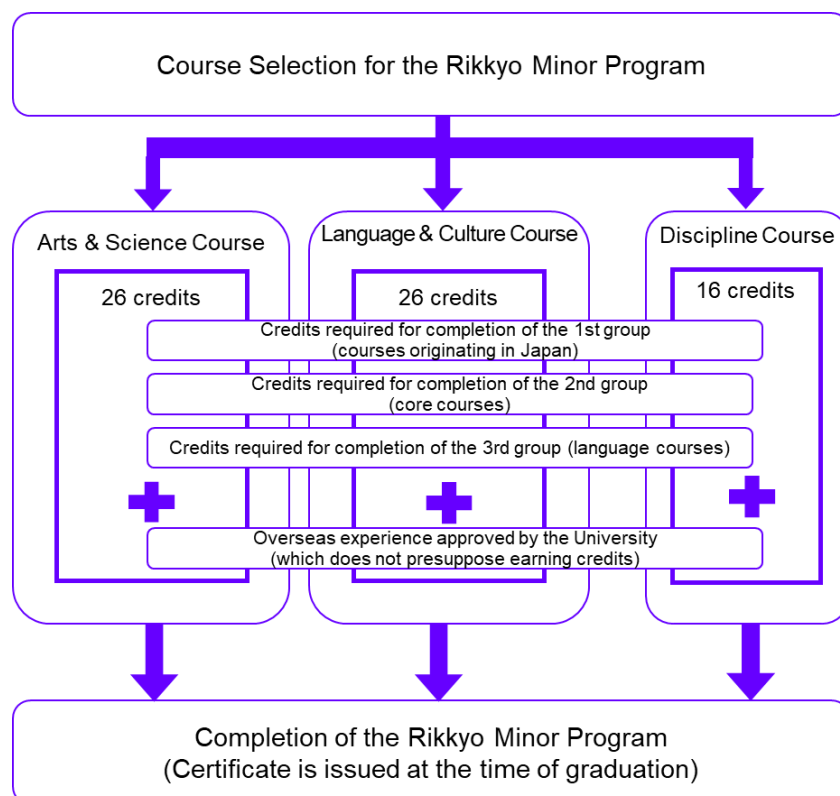 Course Selection for the Rikkyo Minor Program
Arts & Science Course
Language & Culture Course
Discipline Course
26 credits
26 credits
16 credits
Credits required for completion of the 1st group
(courses originating in Japan)
Credits required for completion of the 2nd group
(core courses)
Credits required for completion of the 3rd group (language courses)
Overseas experience approved by the University
(which does not presuppose earning credits)
Completion of the Rikkyo Minor Program
(Certificate is issued at the time of graduation)